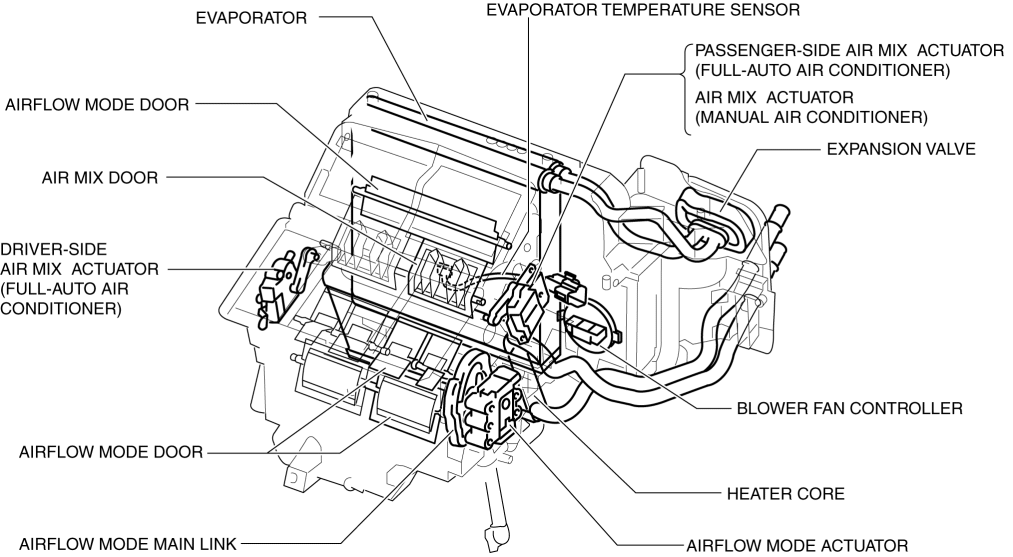 EVAPORATOR TEMPERATURE SENSOR
EVAPORATOR
PASSENGER-SIDE AIR MIX ACTUATOR
(FULL-AUTO AIR CONDITIONER)
AIR MIX ACTUATOR
(MANUAL AIR CONDITIONER)
AIRFLOW MODE DOOR
EXPANSION VALVE
AIR MIX DOOR
DRIVER-SIDE
AIR MIX ACTUATOR
(FULL-AUTO AIR
CONDITIONER)
BLOWER FAN CONTROLLER
AIRFLOW MODE DOOR
HEATER CORE
AIRFLOW MODE MAIN LINK
AIRFLOW MODE ACTUATOR